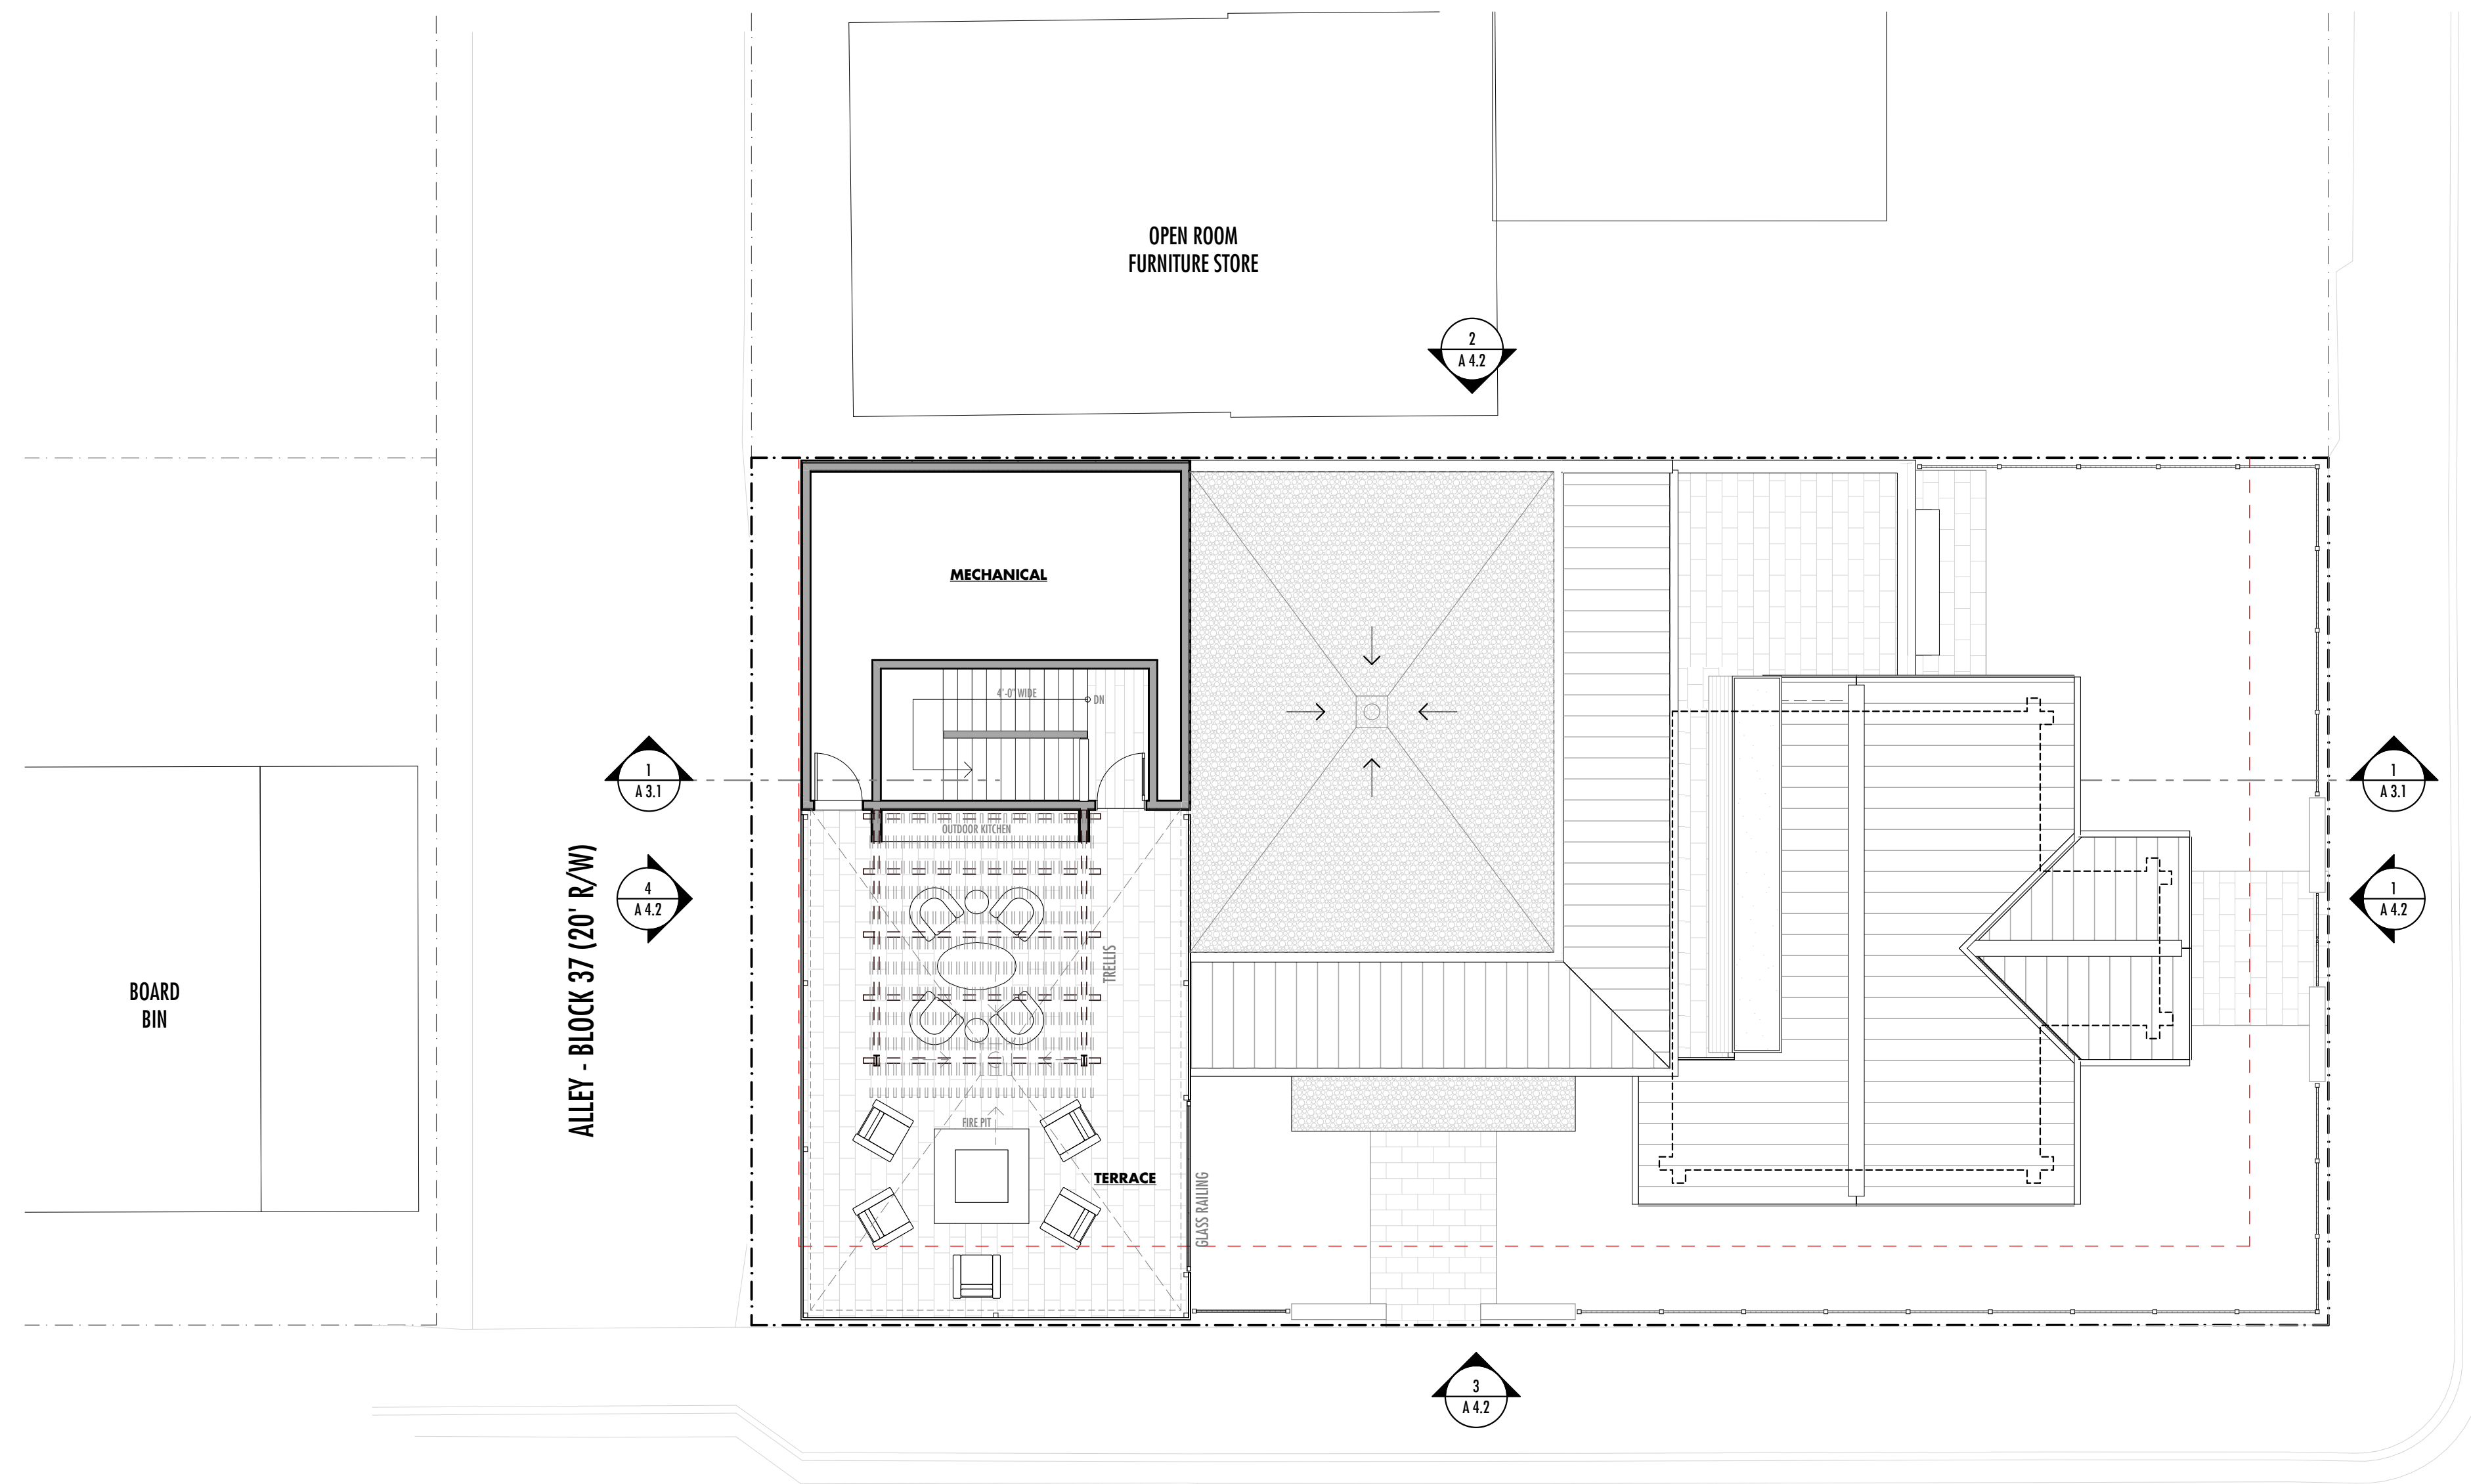 OPEN ROOM
FURNITURE STORE
2
A 4.2
MECHANICAL
4'-0" WIDE
DN
1
A 3.1
1
A 3.1
OUTDOOR KITCHEN
4
A 4.2
1
A 4.2
ALLEY - BLOCK 37 (20' R/W)
TRELLIS
BOARD
BIN
FIRE PIT
TERRACE
GLASS RAILING
3
A 4.2